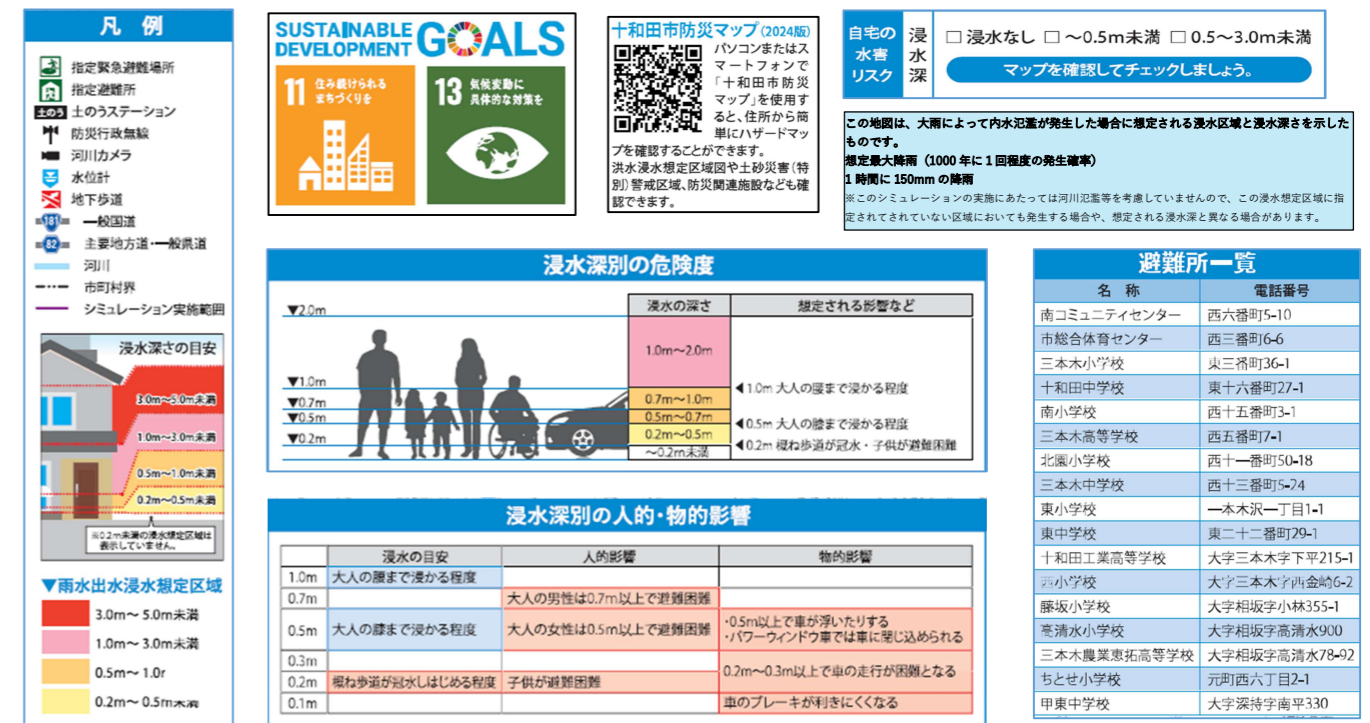 凡 例
指定緊急避難場所
指定避難所
土のう 土のうステーション
防災行政無線
河川カメラ
水位計
地下歩道
181 一般国道
82 主要地方道・一般県道
河川
市町村界
シミュレーション実施範囲
浸水深さの目安
3.0m～5.0m未満
1.0m～3.0m未満
0.5m～1.0m未満
0.2m～0.5m未満
※0.2m未満の浸水想定区域は
表示していません。
▼雨水出水浸水想定区域
3.0m～ 5.0m未満
1.0m～ 3.0m未満
0.5m～ 1.0r
0.2m～ 0.5m未満
SUSTAINABLE
DEVELOPMENT GOALS
11 住み続けられる
まちづくりを
13 気候変動に
具体的な対策を
十和田市防災マップ(2024版)
パソコンまたはス
マートフォンで
「十和田市防災
マップ」を使用す
ると、住所から簡
単にハザードマッ
プを確認することができます。
洪水浸水想定区域図や土砂災害(特
別)警戒区域、防災関連施設なども確
認できます。
自宅の
水害
リスク
浸
水
深
□ 浸水なし □ ～0.5m未満 □ 0.5～3.0m未満
マップを確認してチェックしましょう。
この地図は、大雨によって内水氾濫が発生した場合に想定される浸水区域と浸水深さを示した
ものです。
想定最大降雨（1000 年に 1 回程度の発生確率）
1 時間に 150mm の降雨
※このシミュレーションの実施にあたっては河川氾濫等を考慮していませんので、この浸水想定区域に指
定されてされていない区域においても発生する場合や、想定される浸水深と異なる場合があります。
浸水深別の危険度
▼2.0m
▼1.0m
▼0.7m
▼0.5m
▼0.2m
浸水の深さ 想定される影響など
1.0m～2.0m
0.7m～1.0m
0.5m～0.7m
0.2m～0.5m
～0.2m未満
◀1.0m 大人の腰まで浸かる程度
◀0.5m 大人の膝まで浸かる程度
◀0.2m 概ね歩道が冠水・子供が避難困難
浸水深別の人的・物的影響
浸水の目安 人的影響 物的影響
1.0m 大人の腰まで浸かる程度
0.7m 大人の男性は0.7m以上で避難困難
0.5m 大人の膝まで浸かる程度 大人の女性は0.5m以上で避難困難 ・0.5m以上で車が浮いたりする
・パワーウィンドウ車では車に閉じ込められる
0.3m
0.2m～0.3m以上で車の走行が困難となる
0.2m 概ね歩道が冠水しはじめる程度 子供が避難困難
0.1m 車のブレーキが利きにくくなる
避難所一覧
名 称 電話番号
南コミュニティセンター 西六番町5-10
市総合体育センター 西三番町6-6
三本木小学校 東三番町36-1
十和田中学校 東十六番町27-1
南小学校 西十五番町3-1
三本木高等学校 西五番町7-1
北園小学校 西十一番町50-18
三本木中学校 西十三番町5-24
東小学校 一本木沢一丁目1-1
東中学校 東二十二番町29-1
十和田工業高等学校 大字三本木字下平215-1
西小学校 大字三本木字西金崎6-2
藤坂小学校 大字相坂字小林355-1
高清水小学校 大字相坂字高清水900
三本木農業恵拓高等学校 大字相坂字高清水78-92
ちとせ小学校 元町西六丁目2-1
甲東中学校 大字深持字南平330